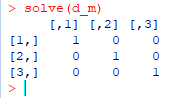 > solve(d_m)
     [,1] [,2] [,3]
[1,]    1    0    0
[2,]    0    1    0
[3,]    0    0    1
>